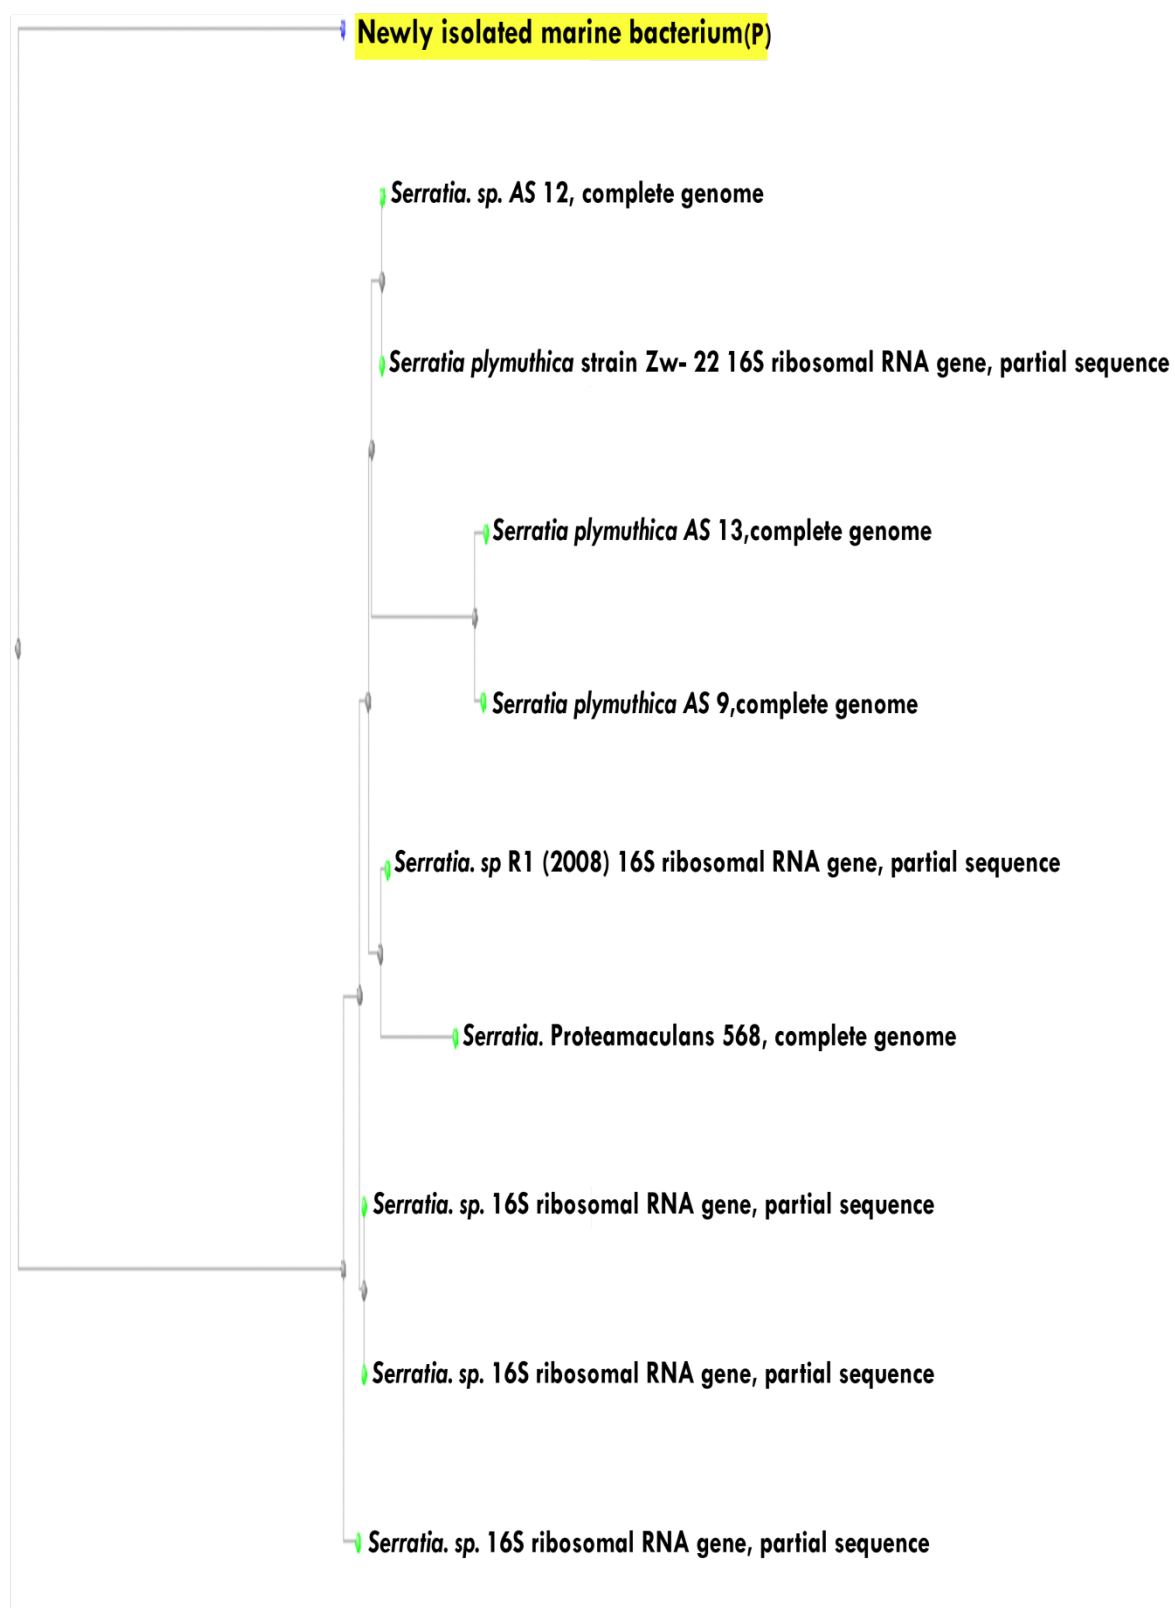 Newly isolated marine bacterium(P)
Serratia. sp. AS 12, complete genome
Serratia plymuthica strain Zw- 22 16S ribosomal RNA gene, partial sequence
Serratia plymuthica AS 13,complete genome
Serratia plymuthica AS 9,complete genome
Serratia. sp R1 (2008) 16S ribosomal RNA gene, partial sequence
Serratia. Proteamaculans 568, complete genome
Serratia. sp. 16S ribosomal RNA gene, partial sequence
Serratia. sp. 16S ribosomal RNA gene, partial sequence
Serratia. sp. 16S ribosomal RNA gene, partial sequence